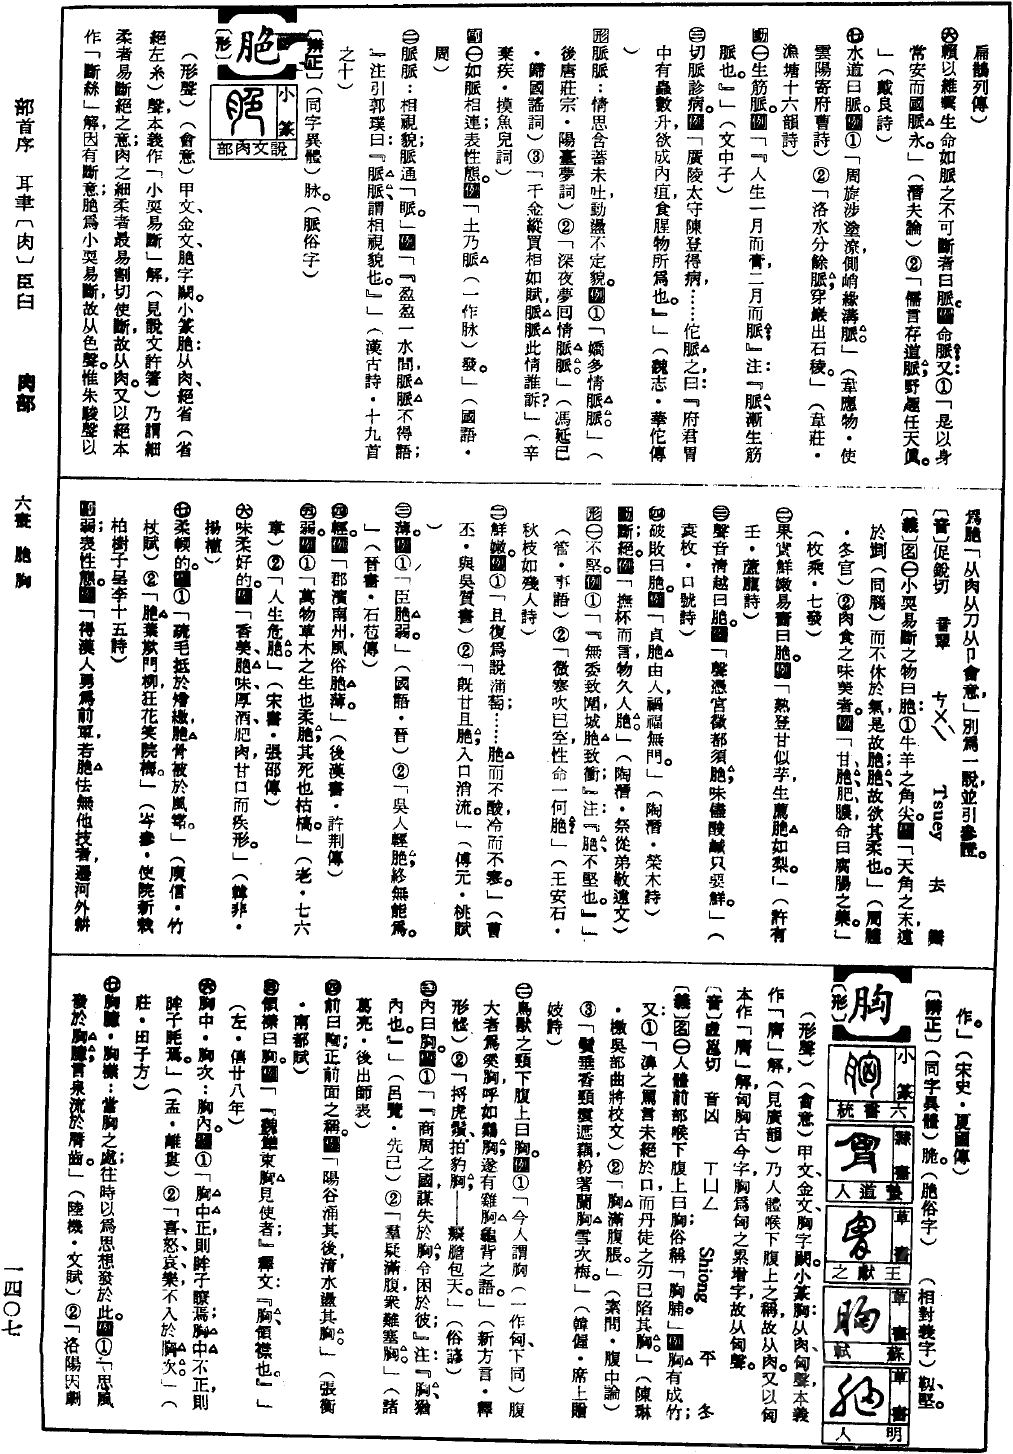 扁鵲列傳）
㊅賴以維繫生命如脈之不可斷者曰脈。例命脈；又①「是以身
常安而國脈永。」（潛夫論）②「儒言存道脈，野趣任天眞。
」（戴良詩）
㊆水道曰脈。例①「周旋涉塗潦，側峭緣溝脈。」（韋應物・使
雲陽寄府曹詩）②「洛水分餘脈，穿巖出石稜。」（韋莊・
漁塘十六韻詩）
動㊀生筋脈。例「『人生一月而膏，二月而脈』注：『脈，漸生筋
脈也。』」（文中子）
㊁切脈診病。例「廣陵太守陳登得病，……佗脈之曰：『府君胃
中有蟲數升，欲成內疽，食腥物所爲也。』」（魏志・華佗傳
）
形脈脈：情思含蓄未吐動盪不定貌。例①「嬌多情脈脈。」（
後唐莊宗・陽臺夢詞）②「深夜夢回情脈脈。」（馮延巳
・歸國謠詞）③「千金縱買相如賦，脈脈此情誰訴？」（辛
棄疾・摸魚兒詞）
副㊀如脈相連；表性態。例「土乃脈（一作脉）發。」（國語・
周）
㊁脈脈：相視貌；脈通「眽。」例「『盈盈一水間，脈脈不得語；
』注引郭璞曰：『脈脈，謂相視貌也。』」（漢古詩・十九首
之十）
〔辨正〕（同字異體）脉。（脈俗字）
脃
〔形〕
小篆
說文肉部
（形聲）（會意）甲文、金文、脃字闕。小篆脃：从肉、絕省（省
絕左糸）聲，本義作「小耎易斷」解（見說文許箸）乃謂細
柔者易斷絕之意；肉之細柔者最易割切使斷，故从肉。又以絕本
作「斷絲」解，因有斷意；脃爲小耎易斷，故从色聲。惟朱駿聲以
爲脃「从肉从刀从卩會意，」別爲一說，並引參證。
〔音〕促銳切　音毳　ㄘㄨㄟˋ　Tsuey　去　霽
〔義〕名㊀小耎易斷之物曰脃：①牛羊之角尖。例「天角之末，遠
於𠜶（同腦）而不休於氣，是故脃；脃，故欲其柔也。」（周禮
・冬官）②肉食之味美者。例「甘脃肥膿，命曰腐腸之藥。」
（枚乘・七發）
㊁果實鮮嫩易嚼曰脃。例「熟登甘似芋，生薦脃如梨。」（許有
壬・蘆菔詩）
㊂聲音清越曰脃。例「聲憑宮徵都須脃，味儘酸鹹只要鮮。」（
袁枚・口號詩）
㊃破敗曰脃。例「貞脃由人，禍福無門。」（陶潛・榮木詩）
動斷絕。例「撫杯而言，物久人脃。」（陶潛・祭從弟敬遠文）
形㊀不堅。例①「『無委致闈，城脃致衝；』注：『脃，不堅也。』」
（管・事語）②「微寒吹已空，性命一何脃。」（王安石・
秋枝如殘人詩）
㊁鮮嫩。例①「且復爲說蒲萄；……脃而不酸，冷而不寒。」（曹
丕・與吳質書）②「旣甘且脃，入口消流。」（傅元・桃賦
）
㊂薄。例①「臣脃弱。」（國語・晉）②「吳人輕脃，終無能爲。
」（晉書・石苞傳）
㊃輕。例「郡濱南州，風俗脃薄。」（後漢書・許荆傳）
㊄弱。例①「萬物草木之生也柔脃，其死也枯槁。」（老・七六
章）②「人生危脃。」（宋書・張邵傳）
㊅味柔好的。例「香美脃味，厚酒肥肉，甘口而疾形。」（韓非・
揚權）
㊆柔輭的。例①「疏毛抵於矰繳，脃骨被於風霜。」（庾信・竹
杖賦）②「脃葉欺門柳，狂花笑院梅。」（岑參・使院新栽
柏樹子呈李十五詩）
副弱；表性態。例「得漢人勇爲前軍，若脃怯無他技者，遷河外耕
作。」（宋史・夏國傳）
〔辨正〕（同字異體）脆。（脃俗字）　（相對義字）靱、堅。
胸
〔形〕
小篆
六書統
隸書
婁道人
草書
王獻之
草書
蘇軾
草書
明人
（形聲）（會意）甲文、金文、胸字闕。小篆胸：从肉、匈聲，本義
作「膺」解（見廣韻）乃人體喉下腹上之稱，故从肉。又以匈
本作「膺」解，匈胸古今字，胸爲匈之累增字，故从匈聲。
〔音〕虛邕切　音凶　ㄒㄩㄥ　Shiong　平　冬
〔義〕名㊀人體前部喉下腹上曰胸，俗稱「胸脯。」例胸有成竹；
又①「濞之罵言未絕於口，而丹徒之刃已陷其胸。」（陳琳
・檄吳部曲將校文）②「胸滿腹脹。」（素問・腹中論）
③「鬢垂香頸雲遮藕，粉著蘭胸雪欠梅。」（韓偓・席上贈
妓詩）
㊁鳥獸之頸下腹上曰胸。例①「今人謂胸（一作匈，下同）腹
大者爲奚胸，呼如鷄胸，遂有雞胸龜背之語。」（新方言・釋
形體）②「捋虎鬚，拍豹胸——癡膽包天。」（俗諺）
㊂內曰胸。例①「『商周之國，謀失於胸，令困於彼』注：『胸，猶
內也。』」（呂覽・先己）②「羣疑滿腹，衆難塞胸。」（諸
葛亮・後出師表）
㊃前曰胸；正前面之稱。例「陽谷涌其後，淯水盪其胸。」（張衡
・南都賦）
㊄領襟曰胸。例「『魏犨束胸見使者』釋文：『胸，領襟也。』」
（左・僖廿八年）
㊅胸中、胸次：胸內。例①「胸中正則眸子瞭焉；胸中不正則
眸子眊焉。」（孟・離婁）②「喜、怒、哀、樂，不入於胸次。」（
莊・田子方）
㊆胸臆、胸襟：當胸之處；往時以爲思想發於此。例①「思風
發於胸臆；言泉流於脣齒。」（陸機・文賦）②「洛陽因劇
部首序　耳聿〔肉〕臣臼　肉部　六畫　脃胸　一四〇七